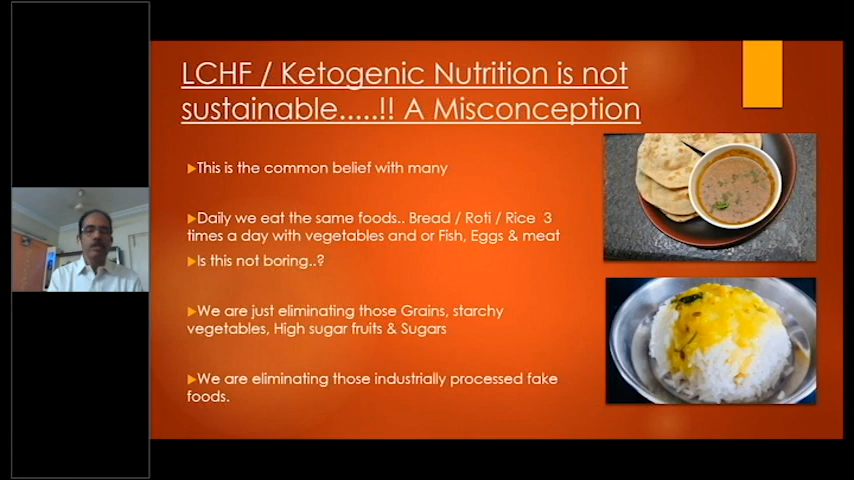 LCHF / Ketogenic Nutrition is not
sustainable.....!! A Misconception
This is the common belief with many
Daily we eat the same foods.. Bread / Roti / Rice 3
times a day with vegetables and or Fish, Eggs & meat
Is this not boring..?
We are just eliminating those Grains, starchy
vegetables, High sugar fruits & Sugars
We are eliminating those industrially processed fake
foods.